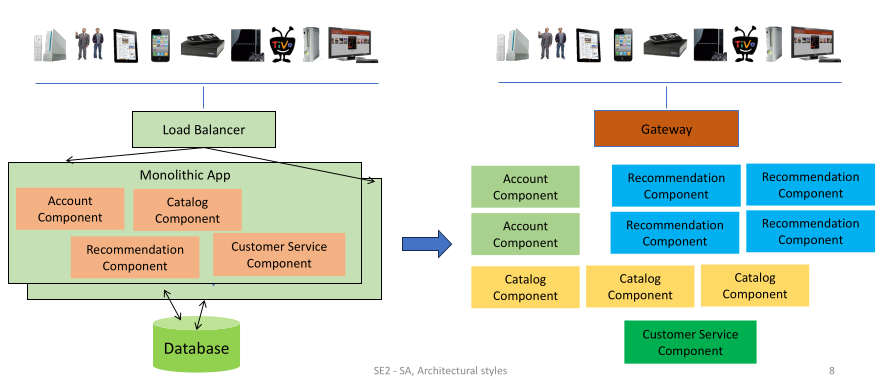 TiVo
TiVo
Load Balancer
Gateway
Monolithic App
Account
Component
Catalog
Component
Recommendation
Component
Customer Service
Component
Database
Account
Component
Recommendation
Component
Recommendation
Component
Account
Component
Recommendation
Component
Recommendation
Component
Catalog
Component
Catalog
Component
Catalog
Component
Customer Service
Component
SE2 - SA, Architectural styles
8